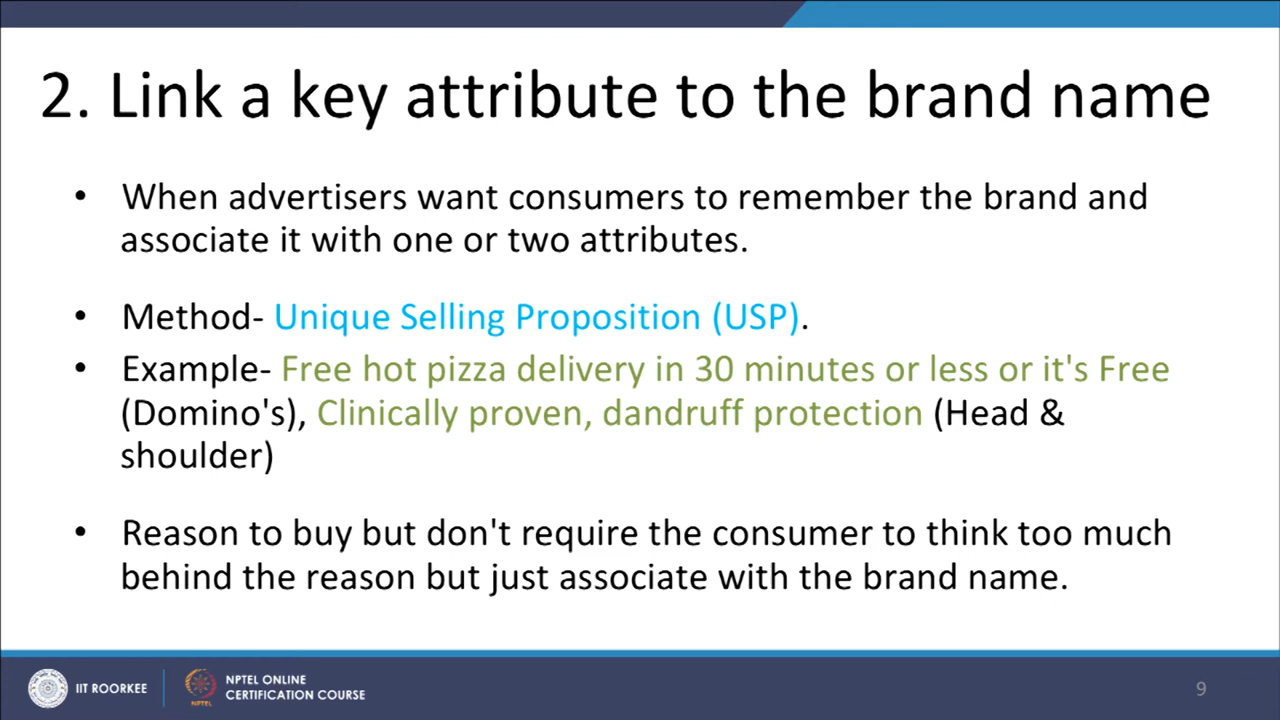 2. Link a key attribute to the brand name
• When advertisers want consumers to remember the brand and
associate it with one or two attributes.
• Method- Unique Selling Proposition (USP).
• Example- Free hot pizza delivery in 30 minutes or less or it's Free
(Domino's), Clinically proven, dandruff protection (Head &
shoulder)
• Reason to buy but don't require the consumer to think too much
behind the reason but just associate with the brand name.
IIT ROORKEE
NPTEL
NPTEL ONLINE
CERTIFICATION COURSE
9